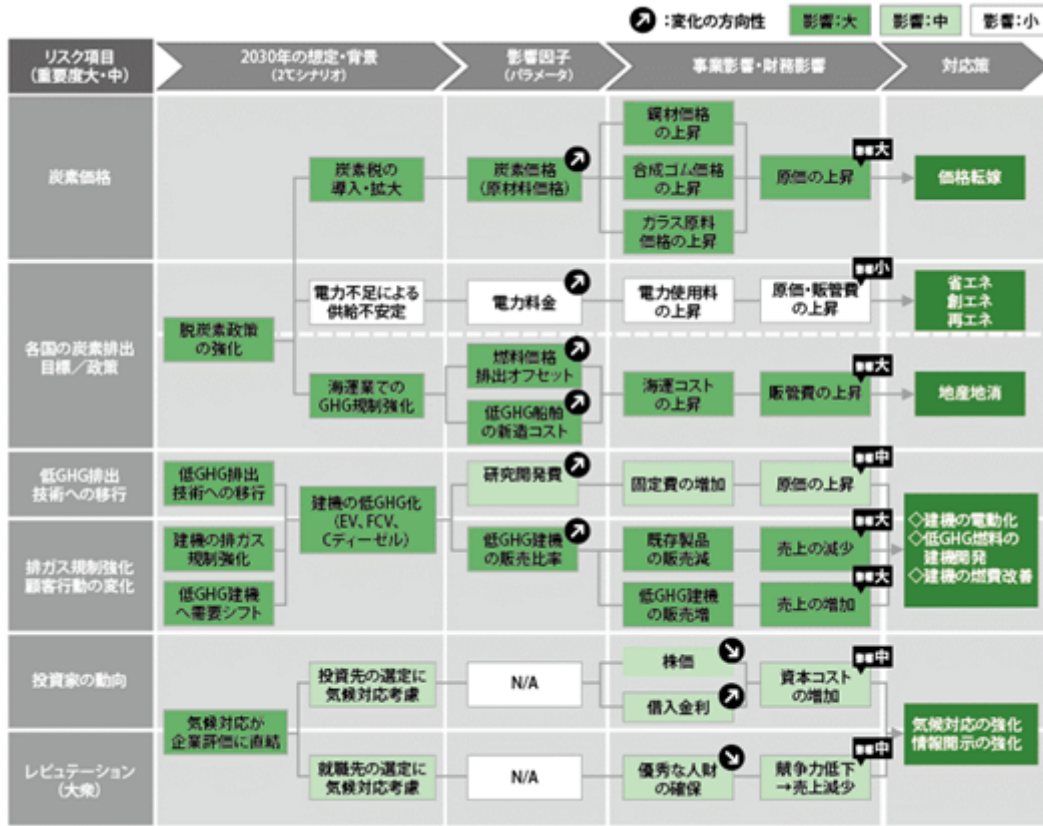 ：変化の方向性
影響：大
影響：中
影響：小
リスク項目
（重要度大・中）
2030年の想定・背景
（2℃シナリオ）
影響因子
（パラメータ）
事業影響・財務影響
対応策
炭素価格
炭素税の
導入・拡大
炭素価格
（原材料価格）
鋼材価格
の上昇
合成ゴム価格
の上昇
ガラス原料
価格の上昇
影響大
原価の上昇
価格転嫁
各国の炭素排出
目標／政策
脱炭素政策
の強化
電力不足による
供給不安定
電力料金
電力使用料
の上昇
影響小
原価・販管費
の上昇
省エネ
創エネ
再エネ
海運業での
GHG規制強化
燃料価格
排出オフセット
低GHG船舶
の新造コスト
海運コスト
の上昇
影響大
販管費の上昇
地産地消
低GHG排出
技術への移行
低GHG排出
技術への移行
建機の低GHG化
（EV、FCV、
Cディーゼル）
研究開発費
固定費の増加
影響中
原価の上昇
◇建機の電動化
◇低GHG燃料の
建機開発
◇建機の燃費改善
排ガス規制強化
顧客行動の変化
建機の排ガス
規制強化
低GHG建機
へ需要シフト
低GHG建機の
販売比率
既存製品
の販売減
影響大
売上の減少
低GHG建機
の販売増
影響大
売上の増加
投資家の動向
気候対応が
企業評価に直結
投資先の選定に
気候対応考慮
N/A
株価
借入金利
影響中
資本コスト
の増加
気候対応の強化
情報開示の強化
レピュテーション
（大衆）
就職先の選定に
気候対応考慮
N/A
優秀な人財
の確保
影響中
競争力低下
→売上減少